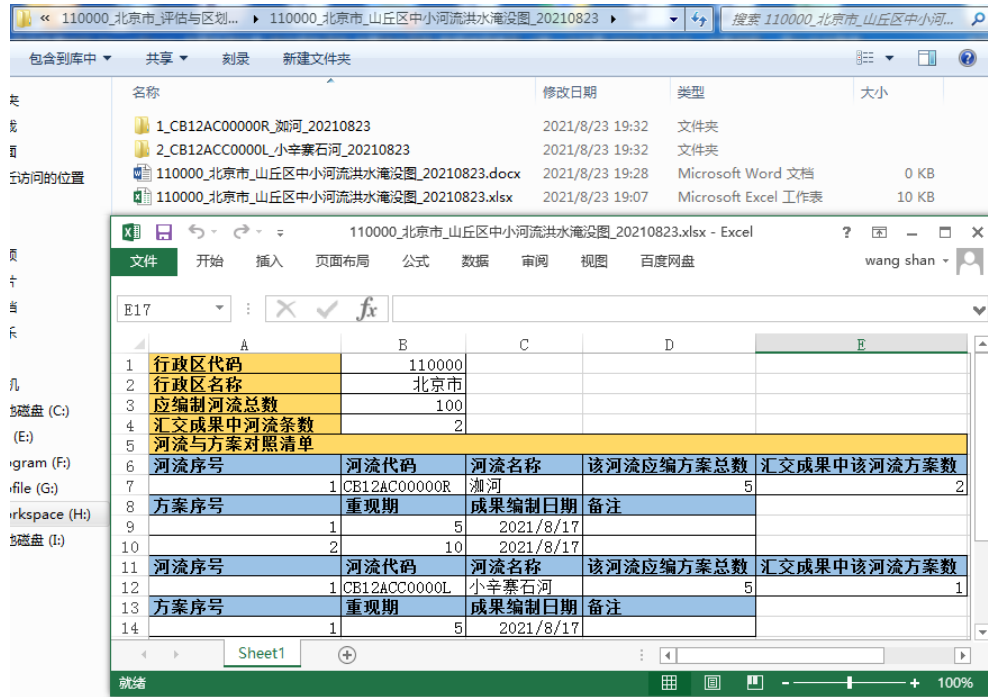 « 110000_北京市_评估与区划... ▸ 110000_北京市_山丘区中小河流洪水淹没图_20210823 ▸
搜索 110000_北京市_山丘区中小河...
包含到库中 共享 刻录 新建文件夹
名称 修改日期 类型 大小
1_CB12AC00000R_泇河_20210823 2021/8/23 19:32 文件夹
2_CB12ACC0000L_小辛寨石河_20210823 2021/8/23 19:32 文件夹
110000_北京市_山丘区中小河流洪水淹没图_20210823.docx 2021/8/23 19:28 Microsoft Word 文档 0 KB
110000_北京市_山丘区中小河流洪水淹没图_20210823.xlsx 2021/8/23 19:07 Microsoft Excel 工作表 10 KB
夹
面
近访问的位置
片
乐
机
磁盘 (C:)
(E:)
ogram (F:)
ofile (G:)
orkspace (H:)
磁盘 (I:)
110000_北京市_山丘区中小河流洪水淹没图_20210823.xlsx - Excel ?
文件 开始 插入 页面布局 公式 数据 审阅 视图 百度网盘 wang shan
E17 fx
A B C D E
1 行政区代码 110000
2 行政区名称 北京市
3 应编制河流总数 100
4 汇交成果中河流条数 2
5 河流与方案对照清单
6 河流序号 河流代码 河流名称 该河流应编方案总数 汇交成果中该河流方案数
7 1 CB12AC00000R 泇河 5 2
8 方案序号 重现期 成果编制日期 备注
9 1 5 2021/8/17
10 2 10 2021/8/17
11 河流序号 河流代码 河流名称 该河流应编方案总数 汇交成果中该河流方案数
12 1 CB12ACC0000L 小辛寨石河 5 1
13 方案序号 重现期 成果编制日期 备注
14 1 5 2021/8/17
Sheet1
就绪 100%